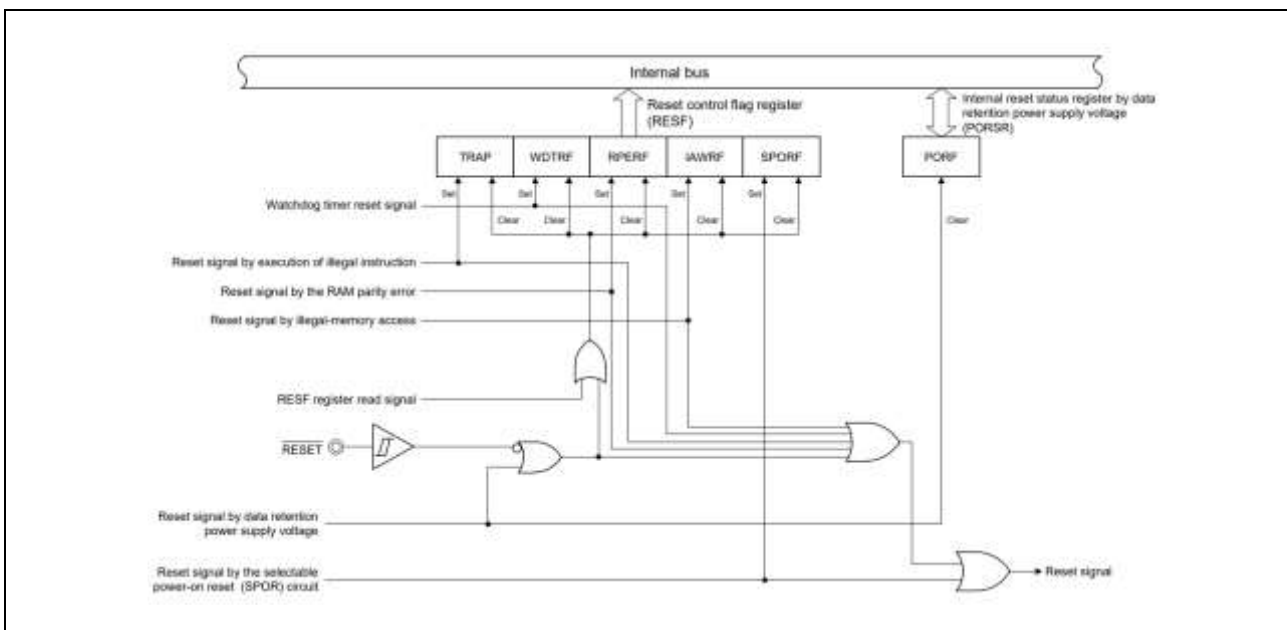 Internal bus
Reset control flag register
(RESF)
Internal reset status register by data
retention power supply voltage
(PORSR)
TRAP
WDTRF
RPERF
IAWRF
SPORF
PORF
Set
Set
Set
Set
Set
Watchdog timer reset signal
Clear
Clear
Clear
Clear
Clear
Clear
Reset signal by execution of illegal instruction
Reset signal by the RAM parity error
Reset signal by illegal-memory access
RESF register read signal
RESET
Reset signal by data retention
power supply voltage
Reset signal by the selectable
power-on reset (SPOR) circuit
Reset signal